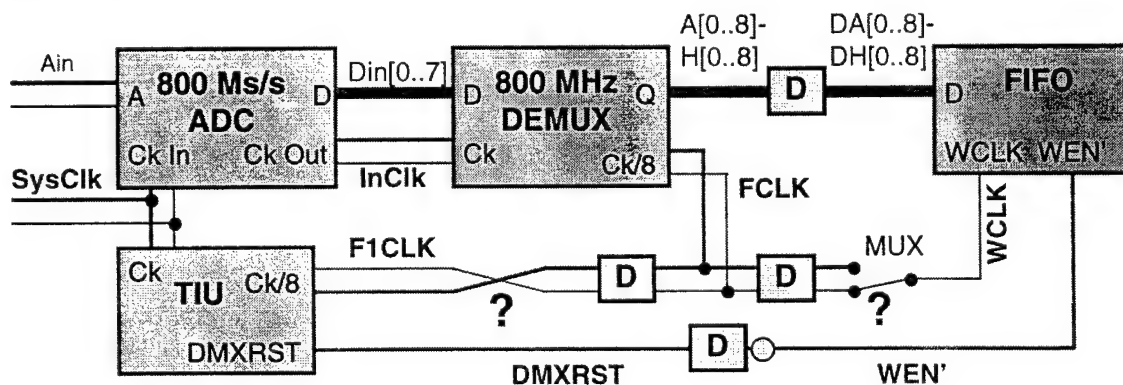 A[0..8]- DA[0..8]-
Ain 800 Ms/s Din[0..7] 800 MHz H[0..8] DH[0..8] FIFO
A D D Q D D
ADC DEMUX
Ck In Ck Out Ck Ck/8 WCLK WEN'
SysClk InClk FCLK WCLK
F1CLK MUX
Ck Ck/8 D D
TIU ? ?
DMXRST D
DMXRST WEN'